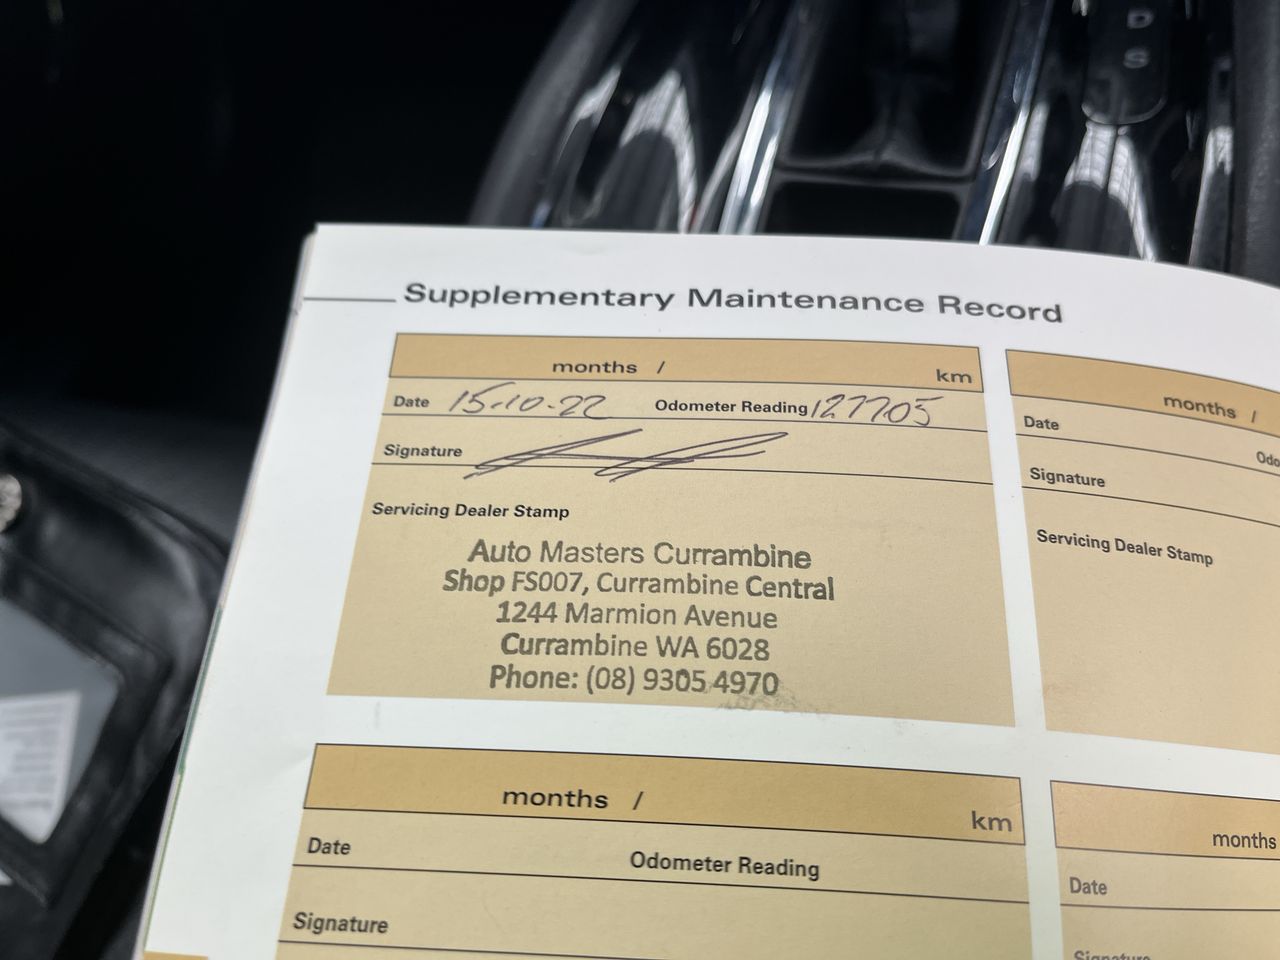 D
S
Supplementary Maintenance Record
months / km
Date 15-10-22 Odometer Reading 127705
Signature
Servicing Dealer Stamp
Auto Masters Currambine
Shop FS007, Currambine Central
1244 Marmion Avenue
Currambine WA 6028
Phone: (08) 9305 4970
months /
Date Odo
Signature
Servicing Dealer Stamp
months / km
Date Odometer Reading
Signature
months
Date
Signature